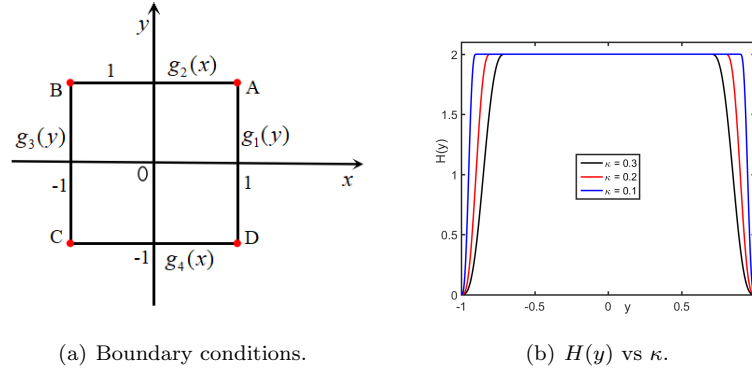 y
1
g₂(x)
B
A
g₃(y)
g₁(y)
0
-1
1
x
C
D
-1
g₄(x)
(a) Boundary conditions.
2
1.5
H(y)
1
0.5
0
κ = 0.3
κ = 0.2
κ = 0.1
-1
-0.5
0
y
0.5
(b) H(y) vs κ.